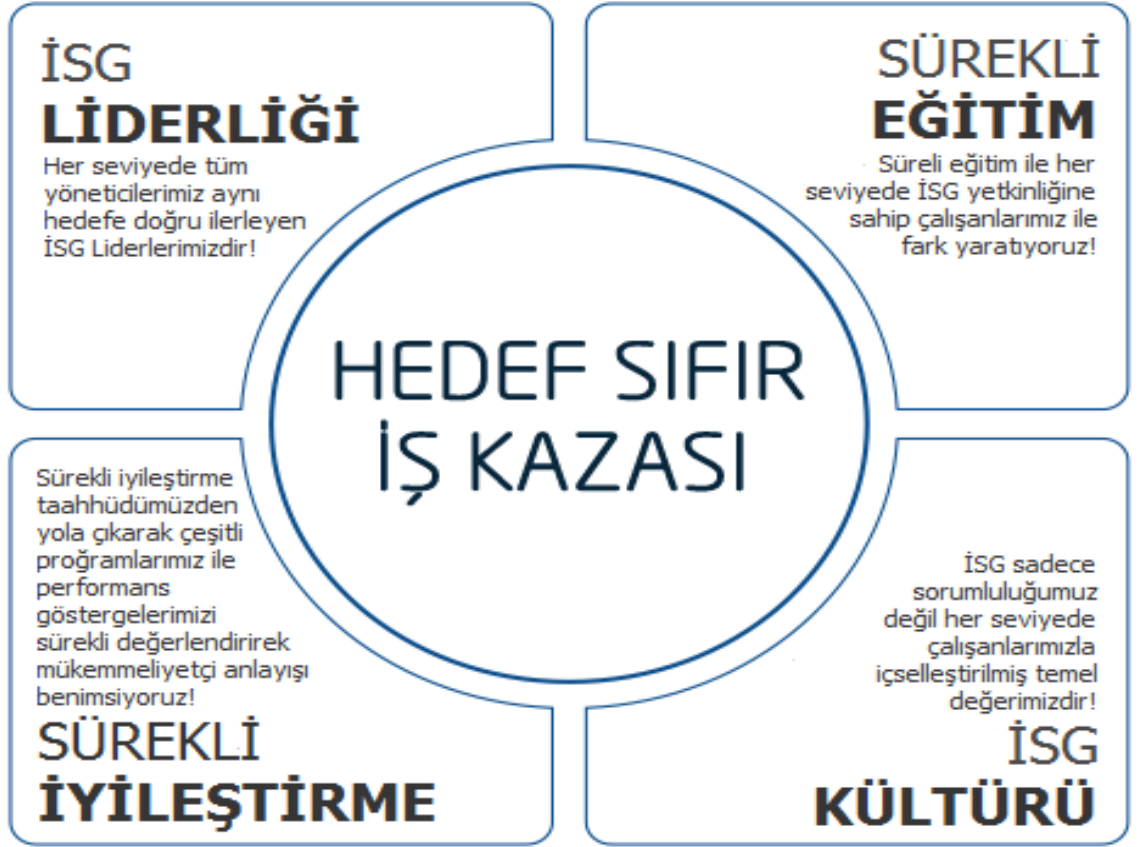 İSG
LİDERLİĞİ
Her seviyede tüm
yöneticilerimiz aynı
hedefe doğru ilerleyen
İSG Liderlerimizdir!
SÜREKLİ
EĞİTİM
Süreli eğitim ile her
seviyede İSG yetkinliğine
sahip çalışanlarımız ile
fark yaratıyoruz!
HEDEF SIFIR
İŞ KAZASI
Sürekli iyileştirme
taahhüdümüzden
yola çıkarak çeşitli
proğramlarımız ile
performans
göstergelerimizi
sürekli değerlendirirek
mükemmeliyetçi anlayışı
benimsiyoruz!
SÜREKLİ
İYİLEŞTİRME
İSG sadece
sorumluluğumuz
değil her seviyede
çalışanlarımızla
içselleştirilmiş temel
değerimizdir!
İSG
KÜLTÜRÜ